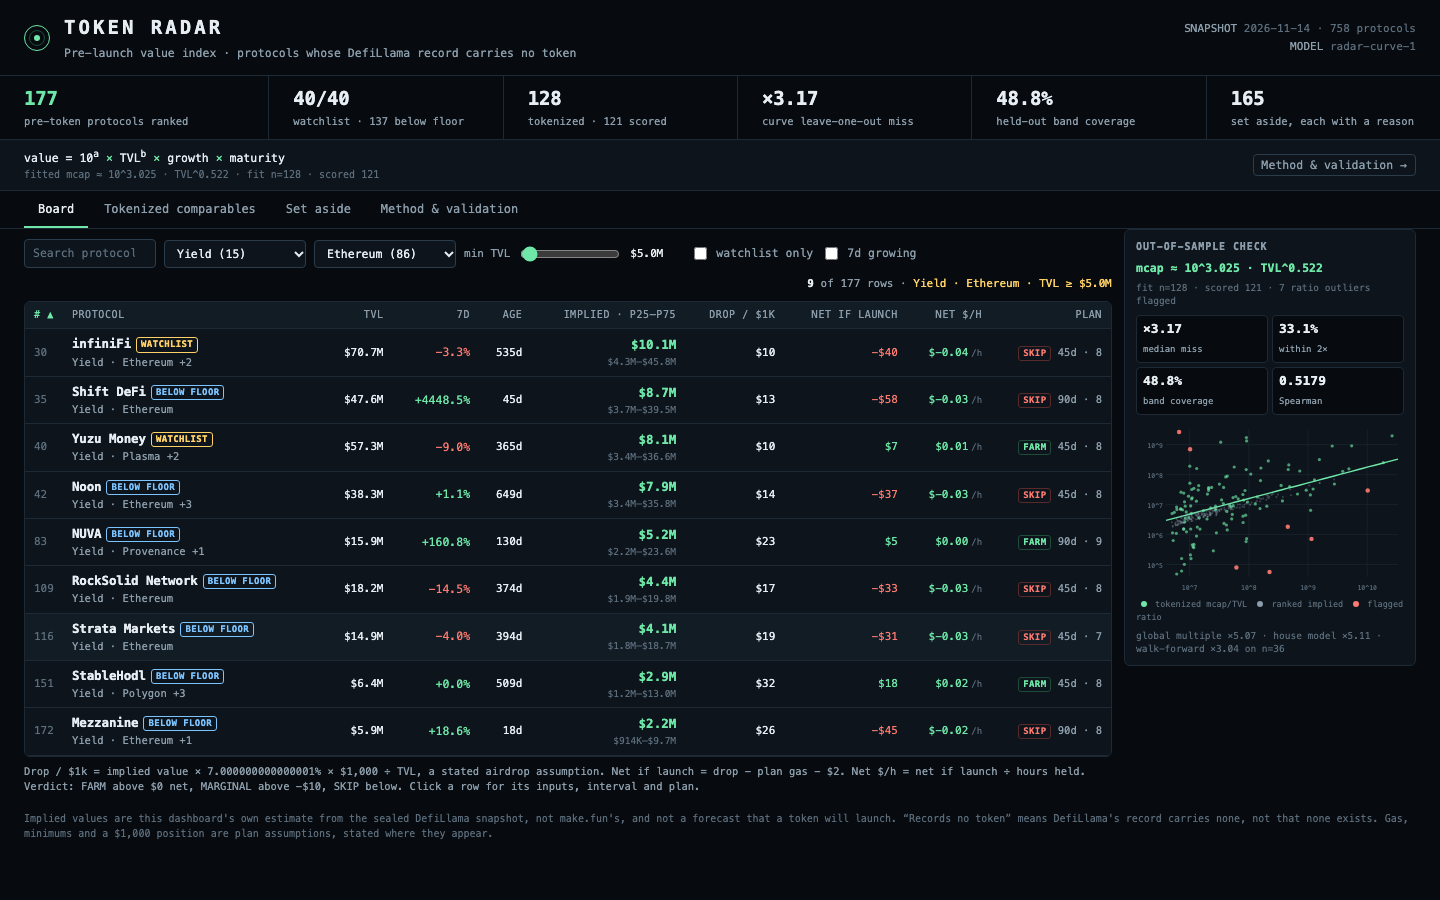 TOKEN RADAR
Pre-launch value index · protocols whose DefiLlama record carries no token
SNAPSHOT 2026-11-14 · 758 protocols
MODEL radar-curve-1
177
pre-token protocols ranked
40/40
watchlist · 137 below floor
128
tokenized · 121 scored
×3.17
curve leave-one-out miss
48.8%
held-out band coverage
165
set aside, each with a reason
value = 10^a × TVL^b × growth × maturity
fitted mcap ≈ 10^3.025 · TVL^0.522 · fit n=128 · scored 121
Method & validation →
Board Tokenized comparables Set aside Method & validation
Search protocol Yield (15) Ethereum (86) min TVL $5.0M watchlist only 7d growing
9 of 177 rows · Yield · Ethereum · TVL ≥ $5.0M
# ▲ PROTOCOL TVL 7D AGE IMPLIED · P25–P75 DROP / $1K NET IF LAUNCH NET $/H PLAN
30 infiniFi WATCHLIST $70.7M −3.3% 535d $10.1M $10 −$40 $−0.04 /h SKIP 45d · 8
Yield · Ethereum +2 $4.3M–$45.8M
35 Shift DeFi BELOW FLOOR $47.6M +4448.5% 45d $8.7M $13 −$58 $−0.03 /h SKIP 90d · 8
Yield · Ethereum $3.7M–$39.5M
40 Yuzu Money WATCHLIST $57.3M −9.0% 365d $8.1M $10 $7 $0.01 /h FARM 45d · 8
Yield · Plasma +2 $3.4M–$36.6M
42 Noon BELOW FLOOR $38.3M +1.1% 649d $7.9M $14 −$37 $−0.03 /h SKIP 45d · 8
Yield · Ethereum +3 $3.4M–$35.8M
83 NUVA BELOW FLOOR $15.9M +160.8% 130d $5.2M $23 $5 $0.00 /h FARM 90d · 9
Yield · Provenance +1 $2.2M–$23.6M
109 RockSolid Network BELOW FLOOR $18.2M −14.5% 374d $4.4M $17 −$33 $−0.03 /h SKIP 45d · 8
Yield · Ethereum $1.9M–$19.8M
116 Strata Markets BELOW FLOOR $14.9M −4.0% 394d $4.1M $19 −$31 $−0.03 /h SKIP 45d · 7
Yield · Ethereum $1.8M–$18.7M
151 StableHodl BELOW FLOOR $6.4M +0.0% 509d $2.9M $32 $18 $0.02 /h FARM 45d · 8
Yield · Polygon +3 $1.2M–$13.0M
172 Mezzanine BELOW FLOOR $5.9M +18.6% 18d $2.2M $26 −$45 $−0.02 /h SKIP 90d · 8
Yield · Ethereum +1 $914K–$9.7M
Drop / $1k = implied value × 7.000000000000001% × $1,000 ÷ TVL, a stated airdrop assumption. Net if launch = drop − plan gas − $2. Net $/h = net if launch ÷ hours held.
Verdict: FARM above $0 net, MARGINAL above −$10, SKIP below. Click a row for its inputs, interval and plan.
OUT-OF-SAMPLE CHECK
mcap ≈ 10^3.025 · TVL^0.522
fit n=128 · scored 121 · 7 ratio outliers
flagged
×3.17
median miss
33.1%
within 2×
48.8%
band coverage
0.5179
Spearman
10^9
10^8
10^7
10^6
10^5
10^7 10^8 10^9 10^10
tokenized mcap/TVL ranked implied flagged
ratio
global multiple ×5.07 · house model ×5.11 ·
walk-forward ×3.04 on n=36
Implied values are this dashboard's own estimate from the sealed DefiLlama snapshot, not make.fun's, and not a forecast that a token will launch. “Records no token” means DefiLlama's record carries none, not that none exists. Gas,
minimums and a $1,000 position are plan assumptions, stated where they appear.